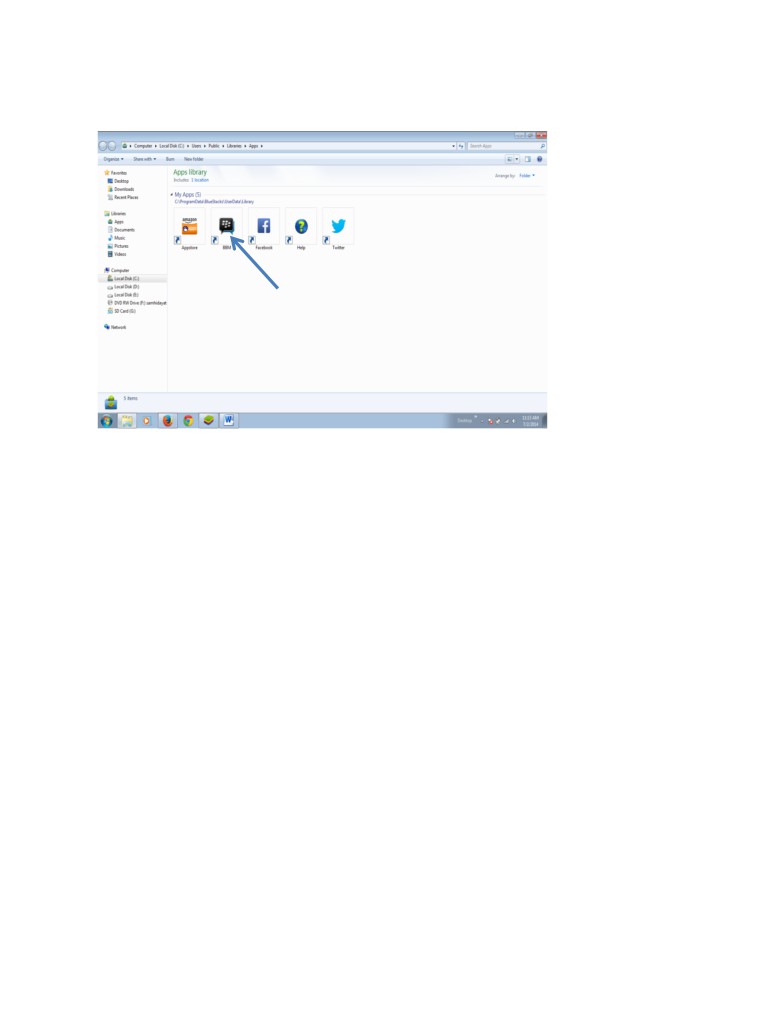 Computer ▸ Local Disk (C:) ▸ Users ▸ Public ▸ Libraries ▸ Apps ▸
Search Apps
Organize ▾ Share with ▾ Burn New folder
Favorites
Desktop
Downloads
Recent Places
Libraries
Apps
Documents
Music
Pictures
Videos
Computer
Local Disk (C:)
Local Disk (D:)
Local Disk (E:)
DVD RW Drive (F:) samhidayat
SD Card (G:)
Network
Apps library
Includes: 1 location
Arrange by: Folder ▾
My Apps (5)
C:\ProgramData\BlueStacks\UserData\Library
amazon
Appstore
BBM
Facebook
Help
Twitter
5 items
Desktop